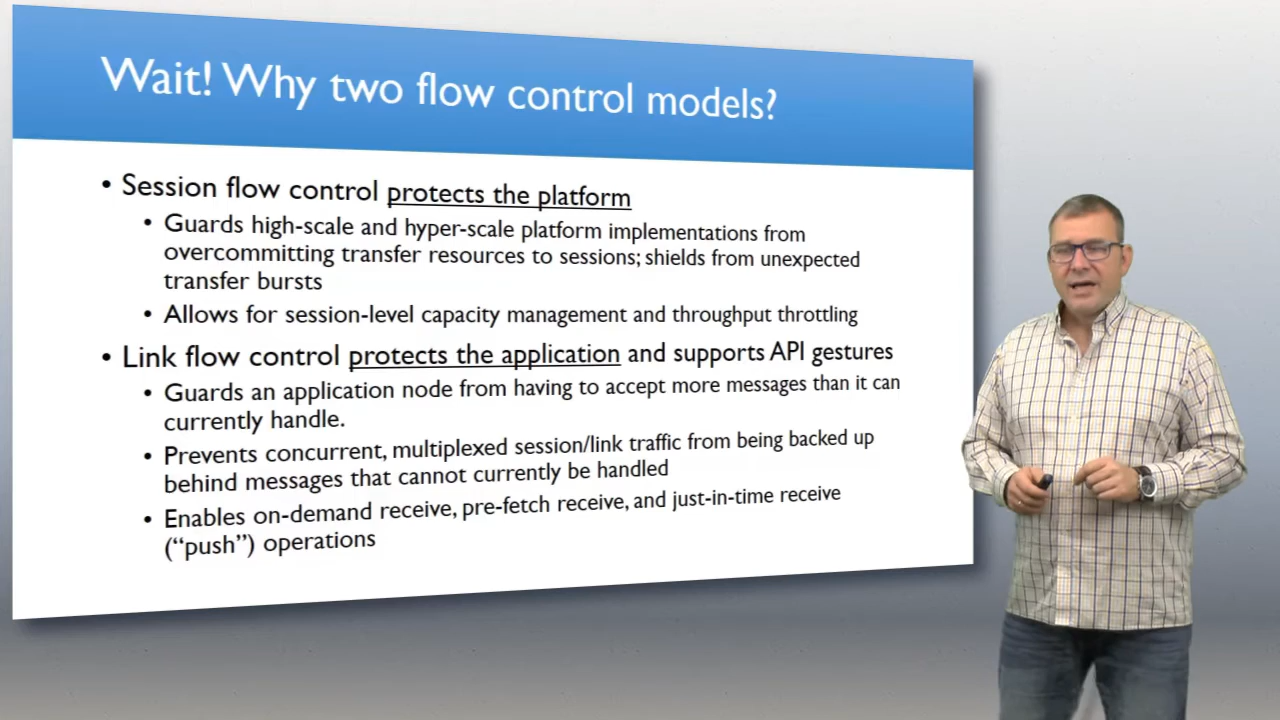 Wait! Why two flow control models?
• Session flow control protects the platform
• Guards high-scale and hyper-scale platform implementations from
overcommitting transfer resources to sessions; shields from unexpected
transfer bursts
• Allows for session-level capacity management and throughput throttling
• Link flow control protects the application and supports API gestures
• Guards an application node from having to accept more messages than it can
currently handle.
• Prevents concurrent, multiplexed session/link traffic from being backed up
behind messages that cannot currently be handled
• Enables on-demand receive, pre-fetch receive, and just-in-time receive
(“push”) operations